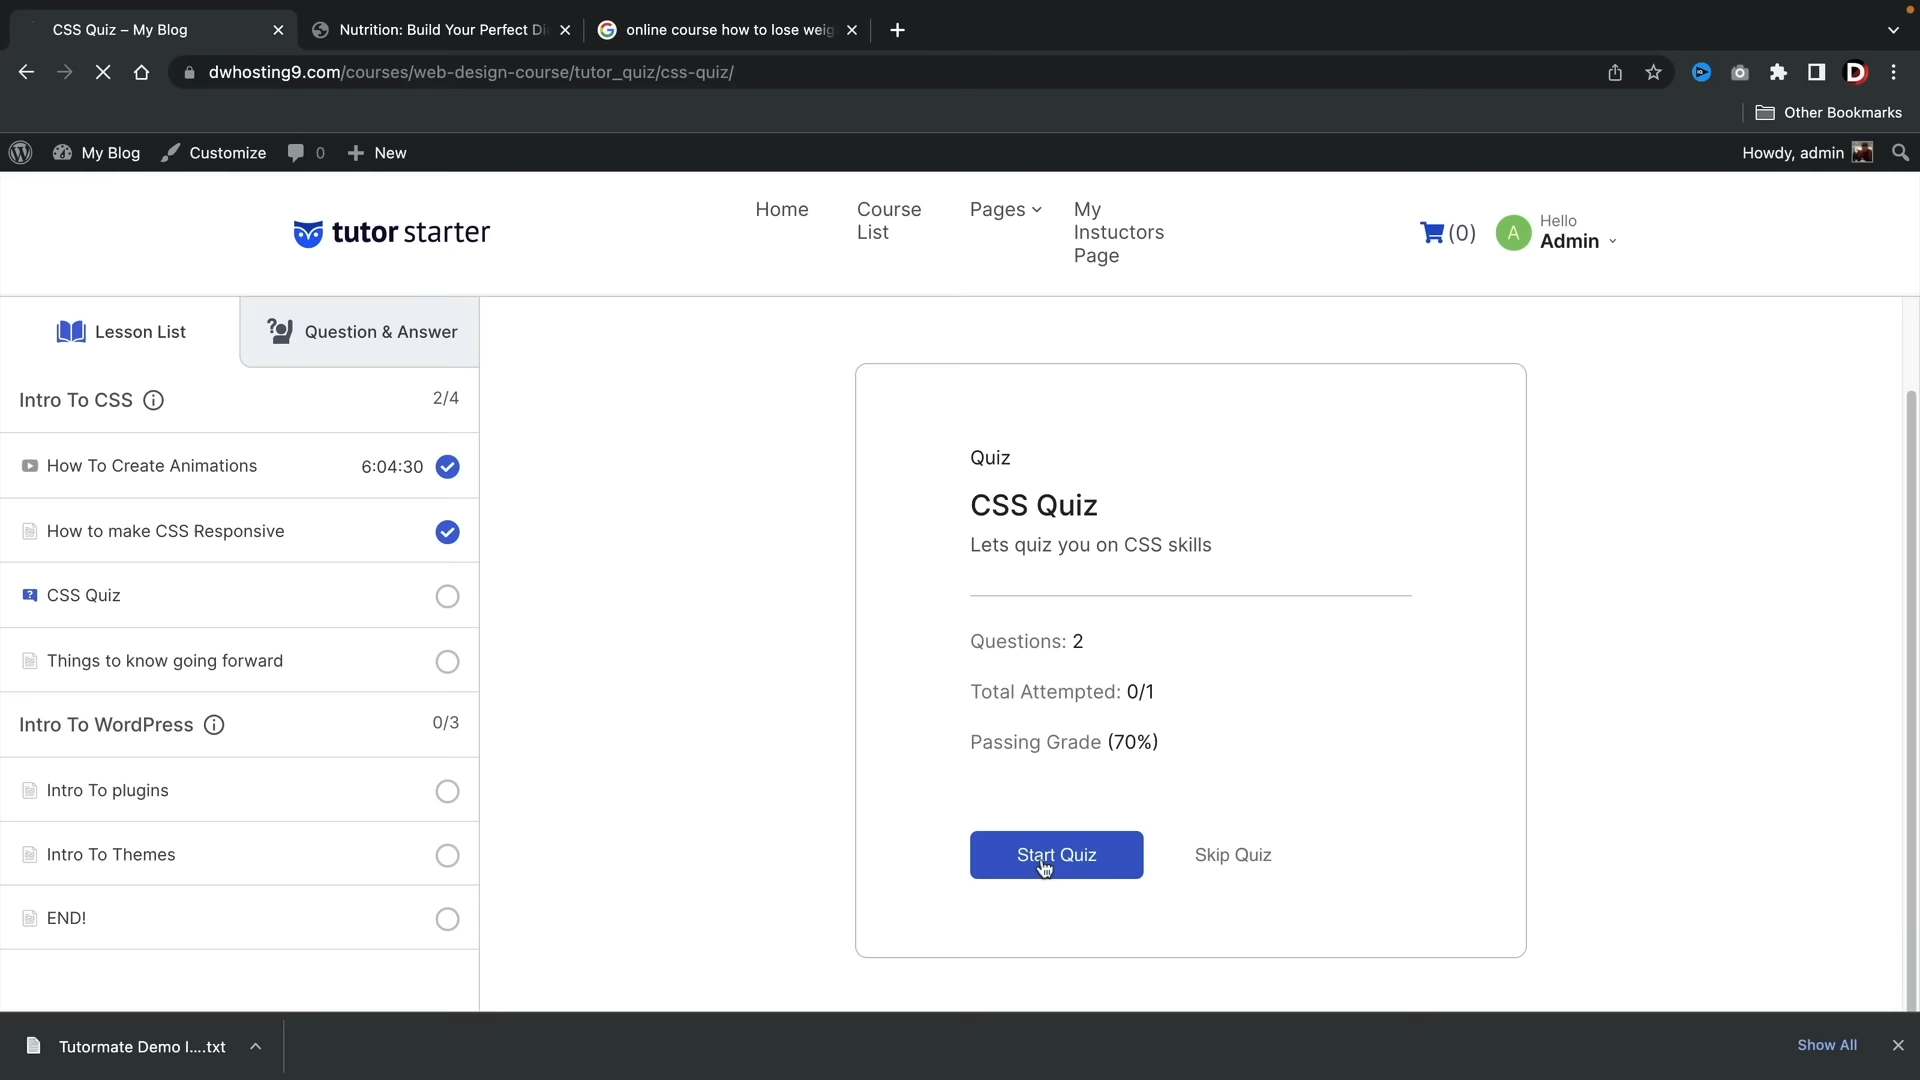 CSS Quiz – My Blog
Nutrition: Build Your Perfect Di
online course how to lose weig
dwhosting9.com/courses/web-design-course/tutor_quiz/css-quiz/
Other Bookmarks
My Blog
Customize
0
New
Howdy, admin
tutor starter
Home
Course List
Pages
My Instuctors Page
(0)
A
Hello
Admin
Lesson List
Question & Answer
Intro To CSS
2/4
How To Create Animations
6:04:30
How to make CSS Responsive
CSS Quiz
Things to know going forward
Intro To WordPress
0/3
Intro To plugins
Intro To Themes
END!
Quiz
CSS Quiz
Lets quiz you on CSS skills
Questions: 2
Total Attempted: 0/1
Passing Grade (70%)
Start Quiz
Skip Quiz
Tutormate Demo I....txt
Show All